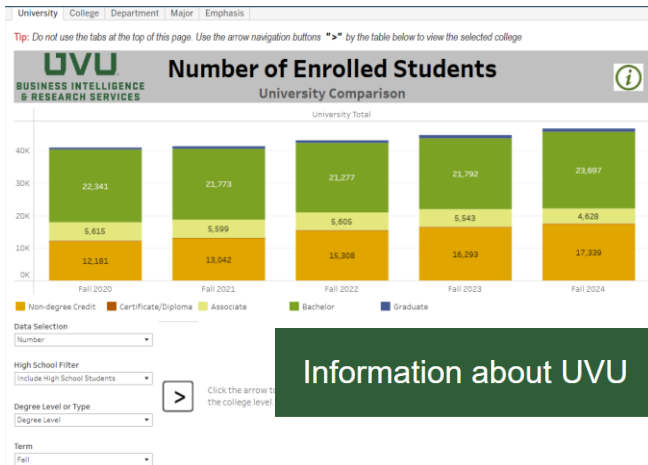 University College Department Major Emphasis
Tip: Do not use the tabs at the top of this page. Use the arrow navigation buttons ">" by the table below to view the selected college
UVU
BUSINESS INTELLIGENCE
& RESEARCH SERVICES
Number of Enrolled Students
University Comparison
i
University Total
40K
30K
20K
10K
0K
22,341 21,773 21,277 21,792 23,697
5,615 5,599 5,605 5,543 4,628
12,181 13,042 15,308 16,293 17,339
Fall 2020 Fall 2021 Fall 2022 Fall 2023 Fall 2024
Non-degree Credit Certificate/Diploma Associate Bachelor Graduate
Data Selection
Number
High School Filter
Include High School Students
Degree Level or Type
Degree Level
Term
Fall
>
Click the arrow to
the college level
Information about UVU